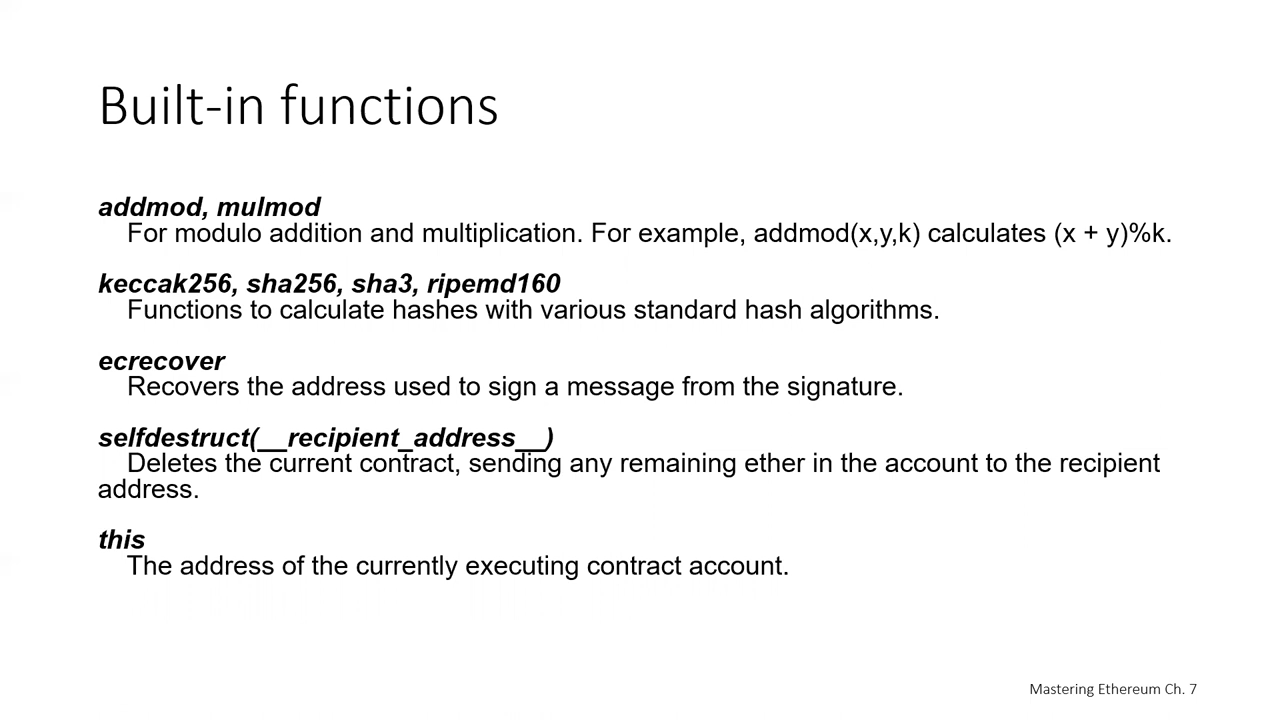 Built-in functions
addmod, mulmod
For modulo addition and multiplication. For example, addmod(x,y,k) calculates (x + y)%k.
keccak256, sha256, sha3, ripemd160
Functions to calculate hashes with various standard hash algorithms.
ecrecover
Recovers the address used to sign a message from the signature.
selfdestruct(__recipient_address__)
Deletes the current contract, sending any remaining ether in the account to the recipient
address.
this
The address of the currently executing contract account.
Mastering Ethereum Ch. 7